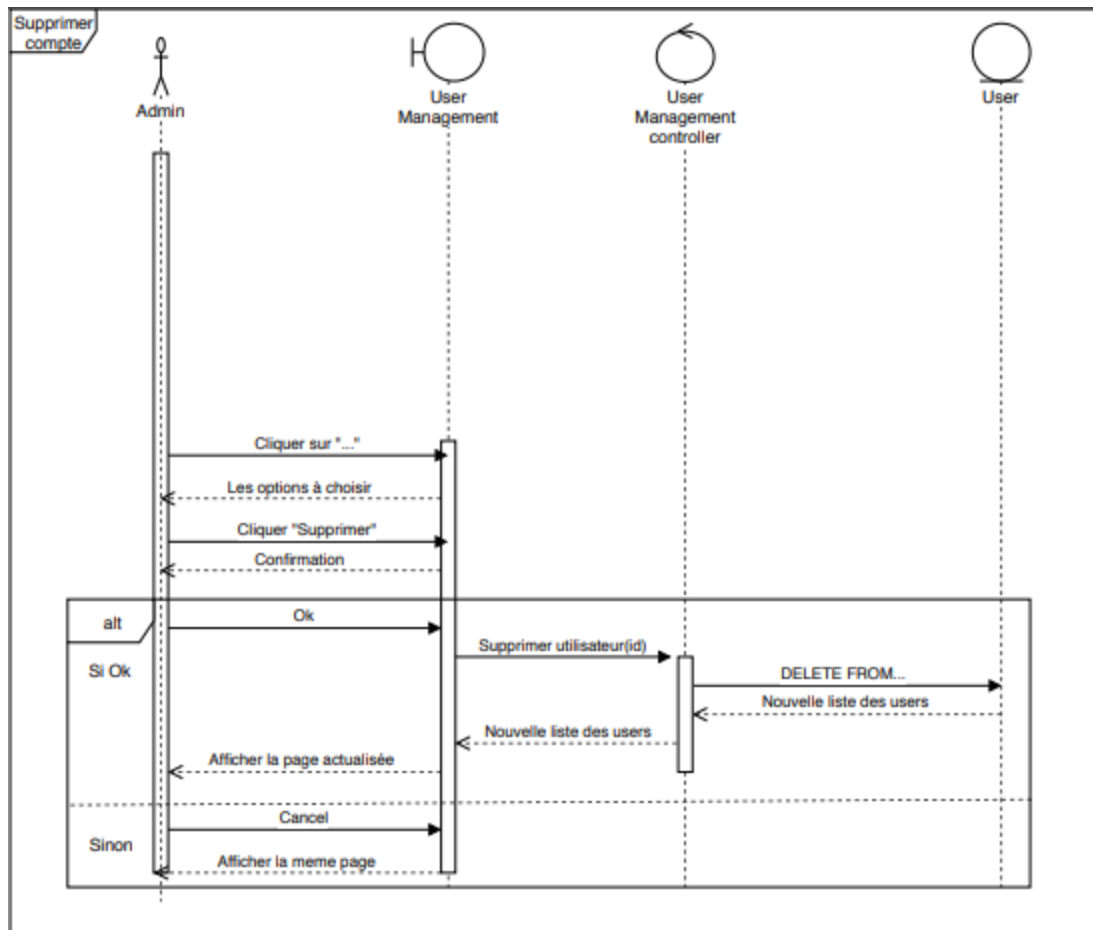 Supprimer
compte
Admin
User
Management
User
Management
controller
User
Cliquer sur "..."
Les options à choisir
Cliquer "Supprimer"
Confirmation
alt
Ok
Si Ok
Supprimer utilisateur(id)
DELETE FROM...
Nouvelle liste des users
Nouvelle liste des users
Afficher la page actualisée
Cancel
Sinon
Afficher la meme page